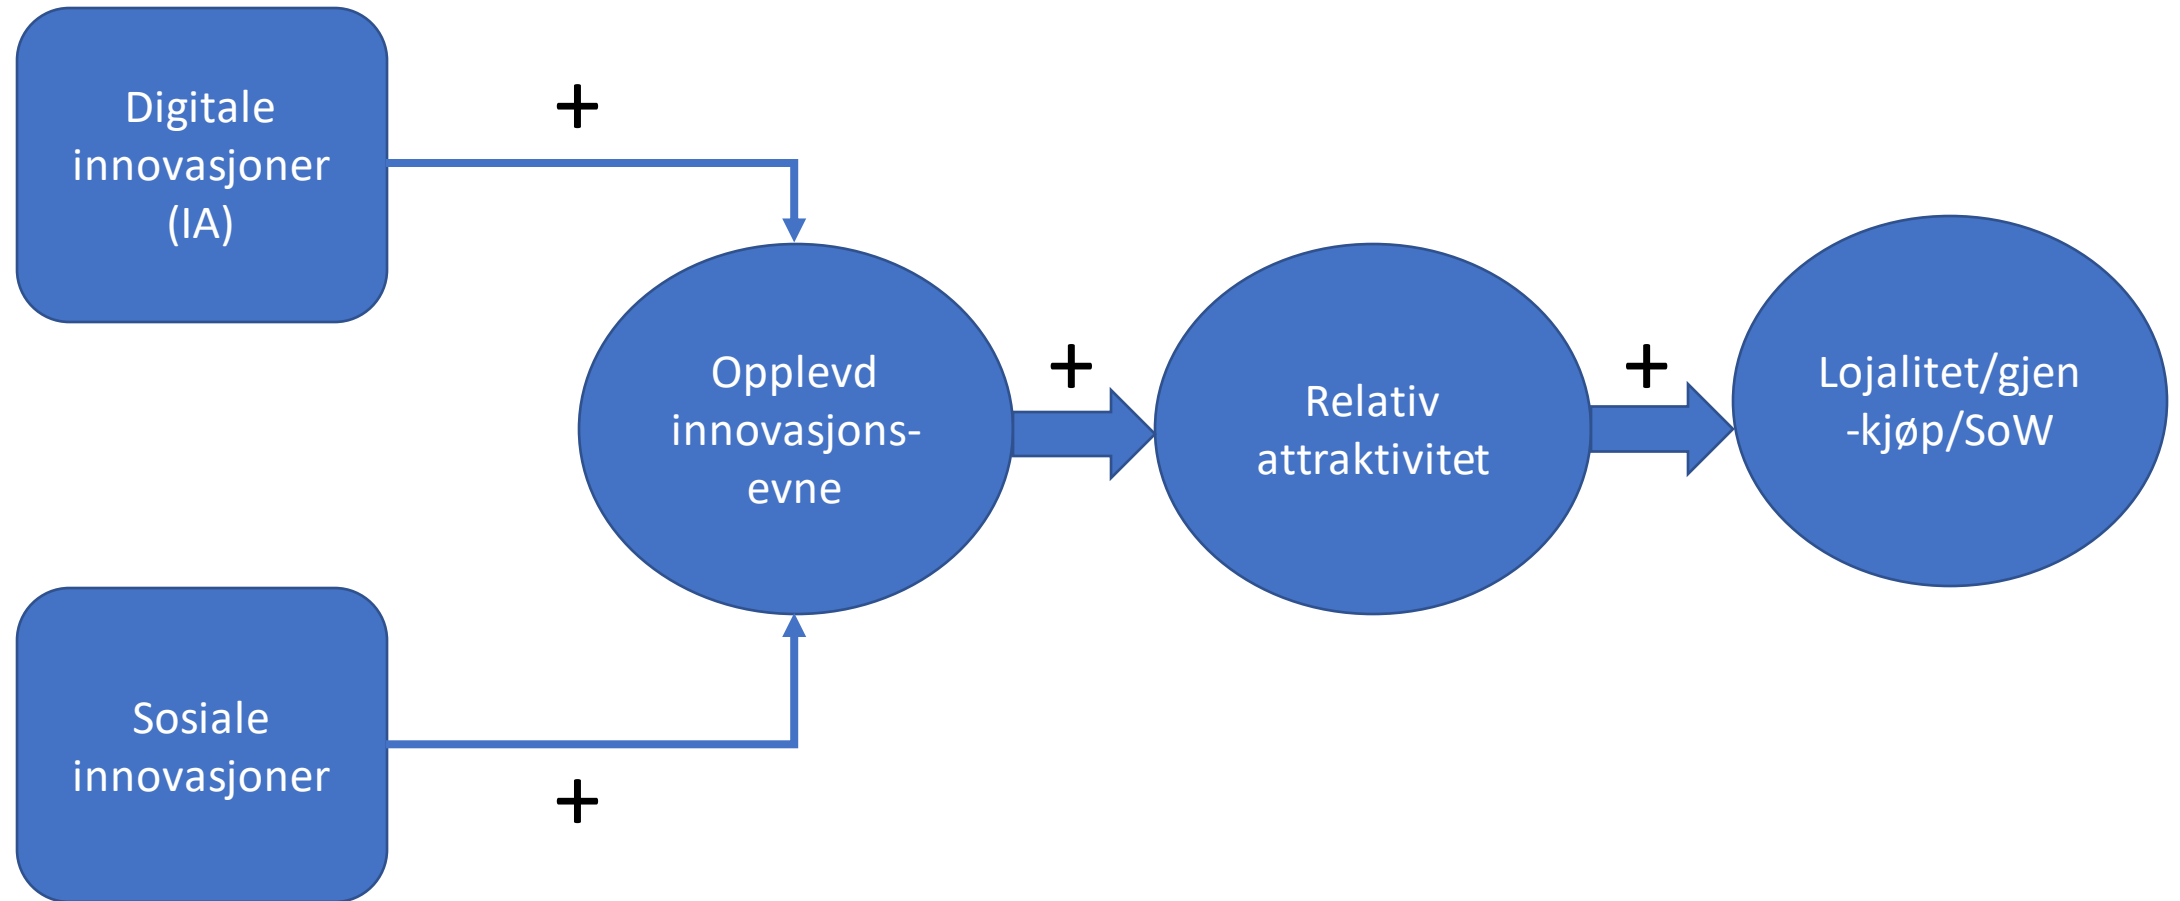 Digitale
innovasjoner
(IA)
+
Opplevd
innovasjons-
evne
+
Relativ
attraktivitet
+
Lojalitet/gjen
-kjøp/SoW
Sosiale
innovasjoner
+